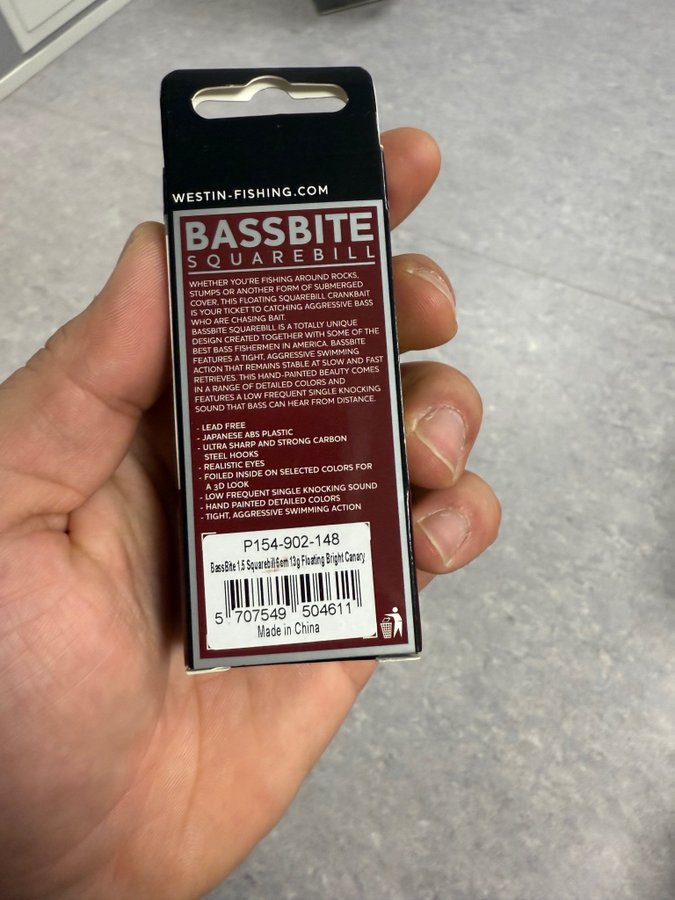 WESTIN-FISHING.COM
BASSBITE
SQUAREBILL
WHETHER YOU'RE FISHING AROUND ROCKS,
STUMPS OR ANOTHER FORM OF SUBMERGED
COVER, THIS FLOATING SQUAREBILL CRANKBAIT
IS YOUR TICKET TO CATCHING AGGRESSIVE BASS
WHO ARE CHASING BAIT.
BASSBITE SQUAREBILL IS A TOTALLY UNIQUE
DESIGN CREATED TOGETHER WITH SOME OF THE
BEST BASS FISHERMEN IN AMERICA. BASSBITE
FEATURES A TIGHT, AGGRESSIVE SWIMMING
ACTION THAT REMAINS STABLE AT SLOW AND FAST
RETRIEVES. THIS HAND-PAINTED BEAUTY COMES
IN A RANGE OF DETAILED COLORS AND
FEATURES A LOW FREQUENT SINGLE KNOCKING
SOUND THAT BASS CAN HEAR FROM DISTANCE.
- LEAD FREE
- JAPANESE ABS PLASTIC
- ULTRA SHARP AND STRONG CARBON
STEEL HOOKS
- REALISTIC EYES
- FOILED INSIDE ON SELECTED COLORS FOR
A 3D LOOK
- LOW FREQUENT SINGLE KNOCKING SOUND
- HAND PAINTED DETAILED COLORS
- TIGHT, AGGRESSIVE SWIMMING ACTION
P154-902-148
BassBite 1.5 Squarebill 13g Floating Bright Canary
5 707549 504611
Made in China